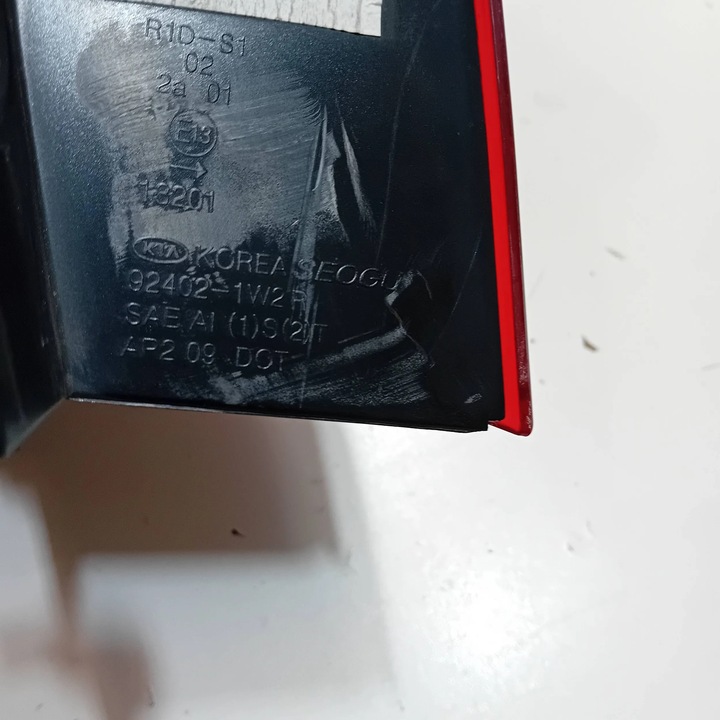 R1D-S1
02
2a 01
E13
13201
KIA KOREA SEOGU
92402-1W2
SAE AI (1)S(2)T
AP2 09 DOT